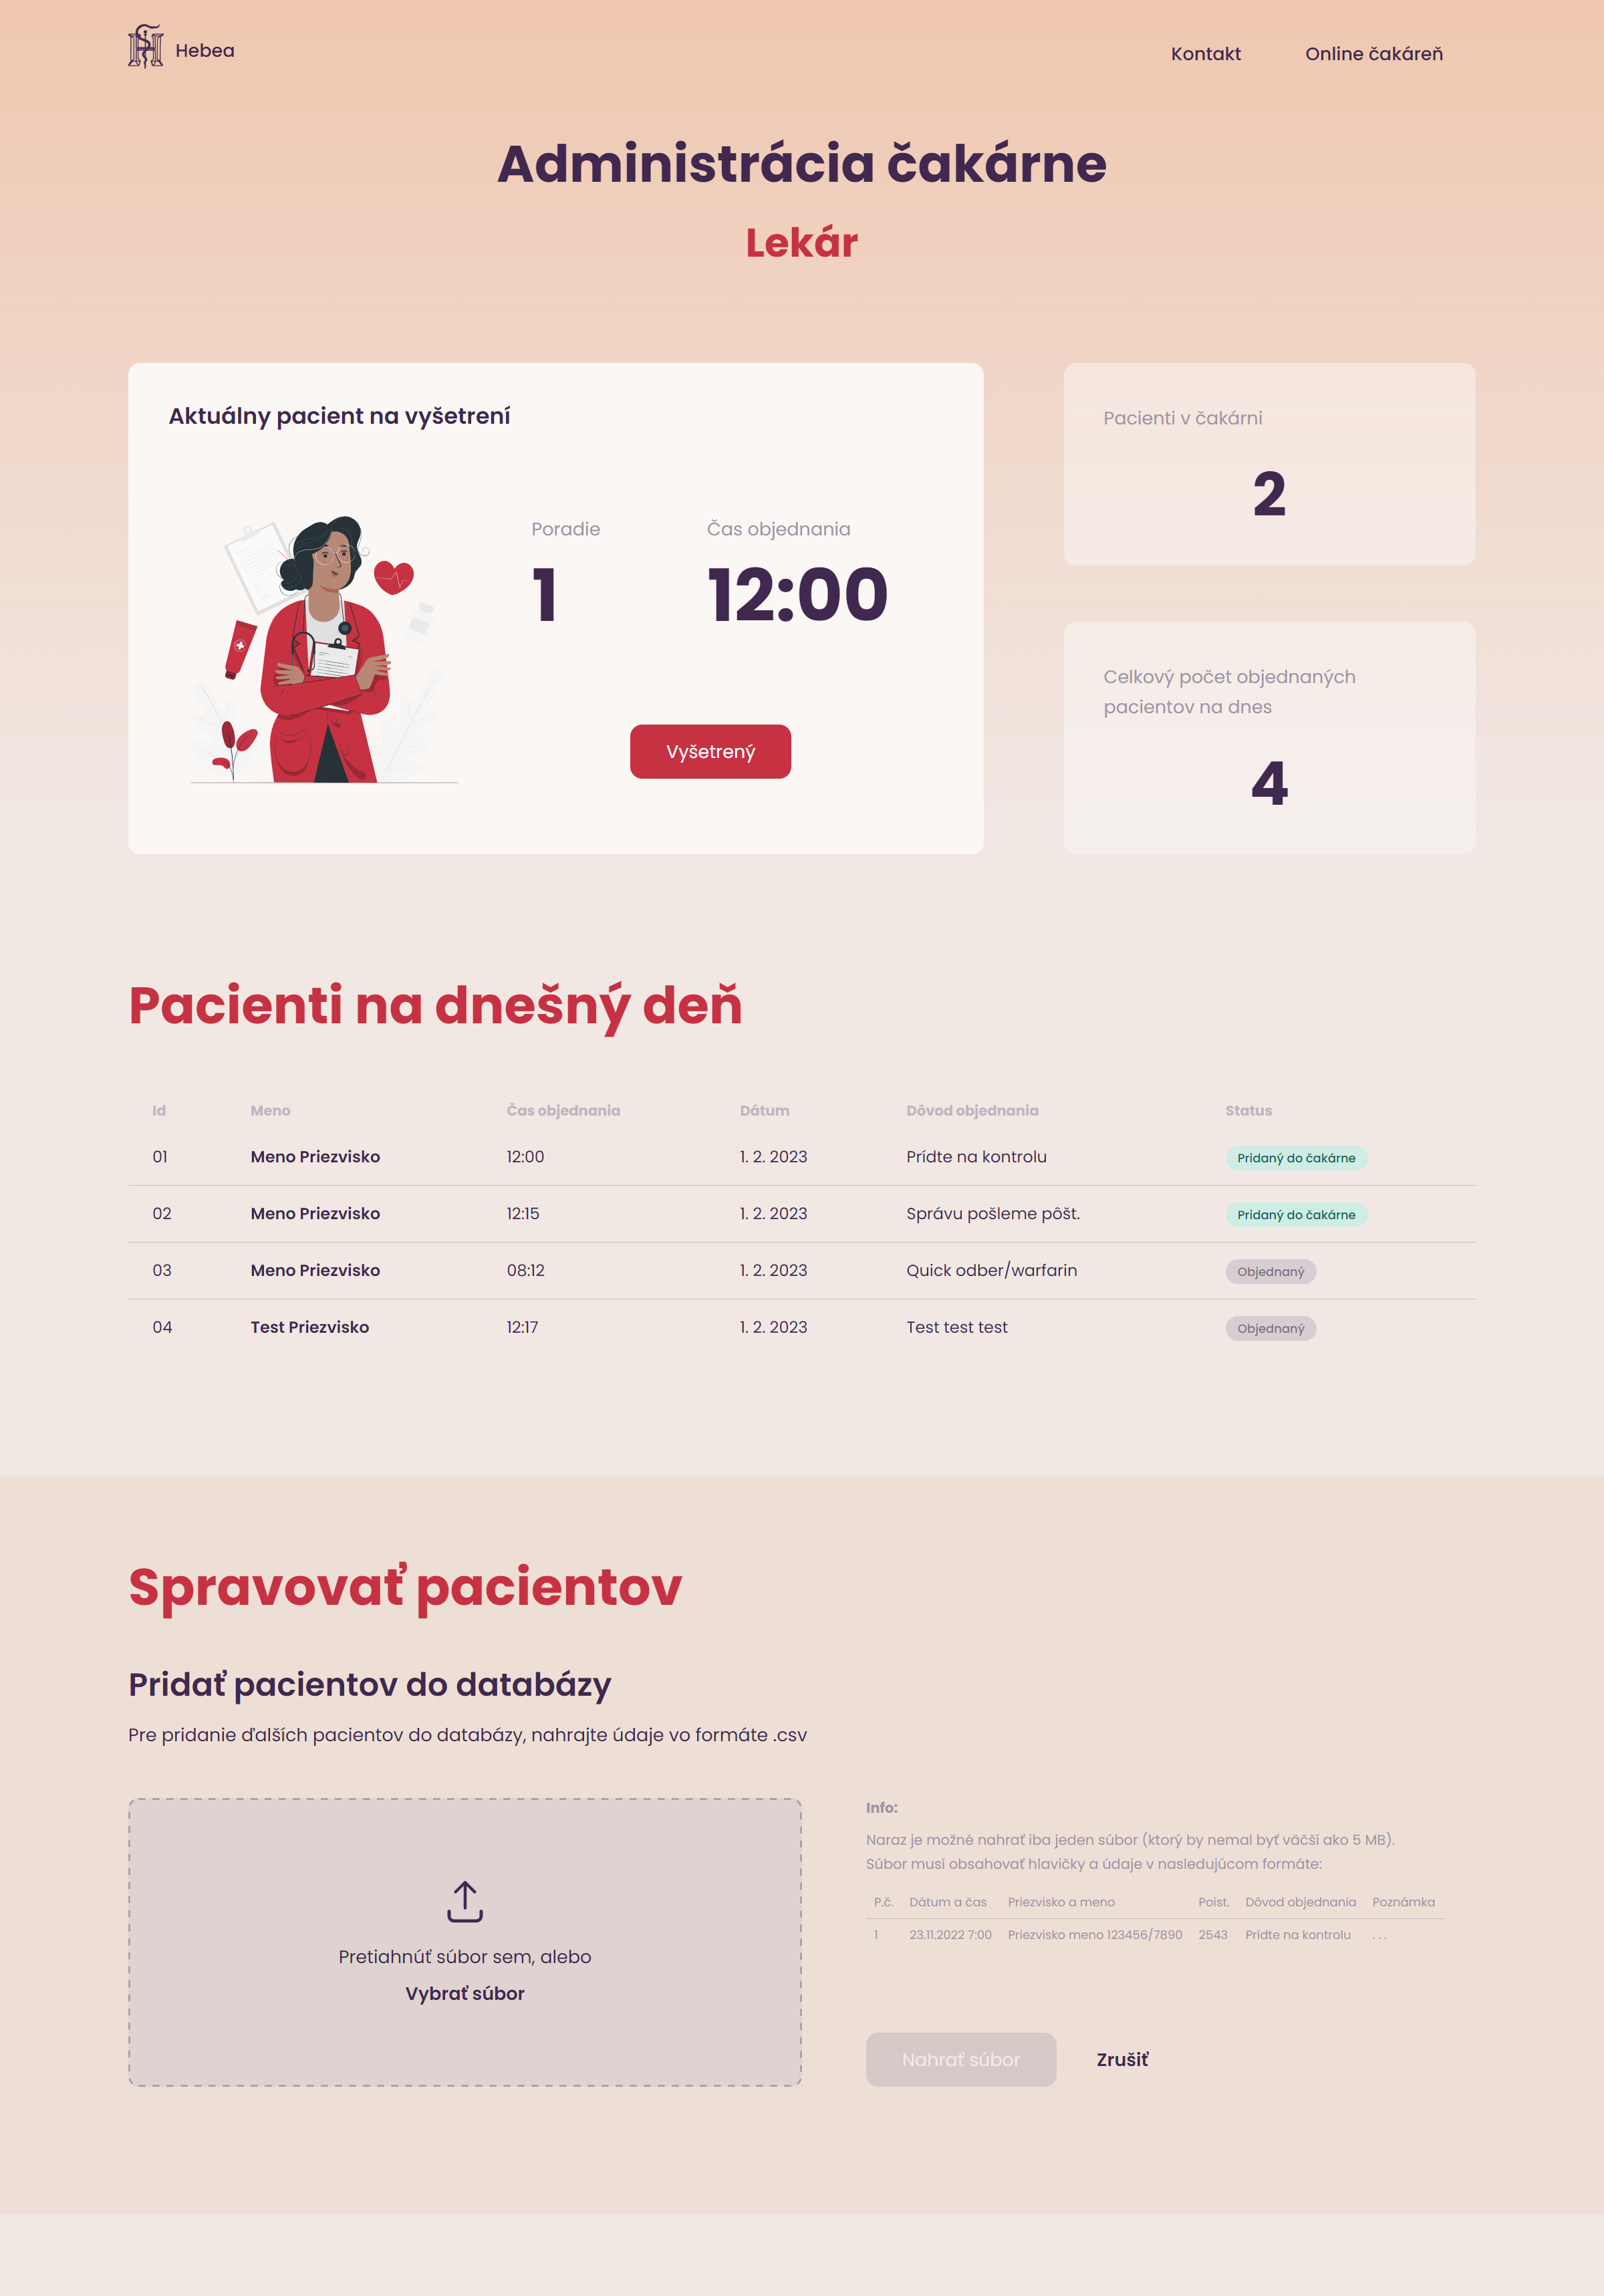 Hebea
Kontakt Online čakáreň
Administrácia čakárne
Lekár
Aktuálny pacient na vyšetrení
Poradie Čas objednania
1 12:00
Vyšetrený
Pacienti v čakárni
2
Celkový počet objednaných
pacientov na dnes
4
Pacienti na dnešný deň
Id Meno Čas objednania Dátum Dôvod objednania Status
01 Meno Priezvisko 12:00 1. 2. 2023 Prídte na kontrolu Pridaný do čakárne
02 Meno Priezvisko 12:15 1. 2. 2023 Správu pošleme pôšt. Pridaný do čakárne
03 Meno Priezvisko 08:12 1. 2. 2023 Quick odber/warfarin Objednaný
04 Test Priezvisko 12:17 1. 2. 2023 Test test test Objednaný
Spravovať pacientov
Pridať pacientov do databázy
Pre pridanie ďalších pacientov do databázy, nahrajte údaje vo formáte .csv
Pretiahnúť súbor sem, alebo
Vybrať súbor
Info:
Naraz je možné nahrať iba jeden súbor (ktorý by nemal byť väčší ako 5 MB).
Súbor musí obsahovať hlavičky a údaje v nasledujúcom formáte:
P.č. Dátum a čas Priezvisko a meno Poist. Dôvod objednania Poznámka
1 23.11.2022 7:00 Priezvisko meno 123456/7890 2543 Prídte na kontrolu . . .
Nahrať súbor Zrušiť